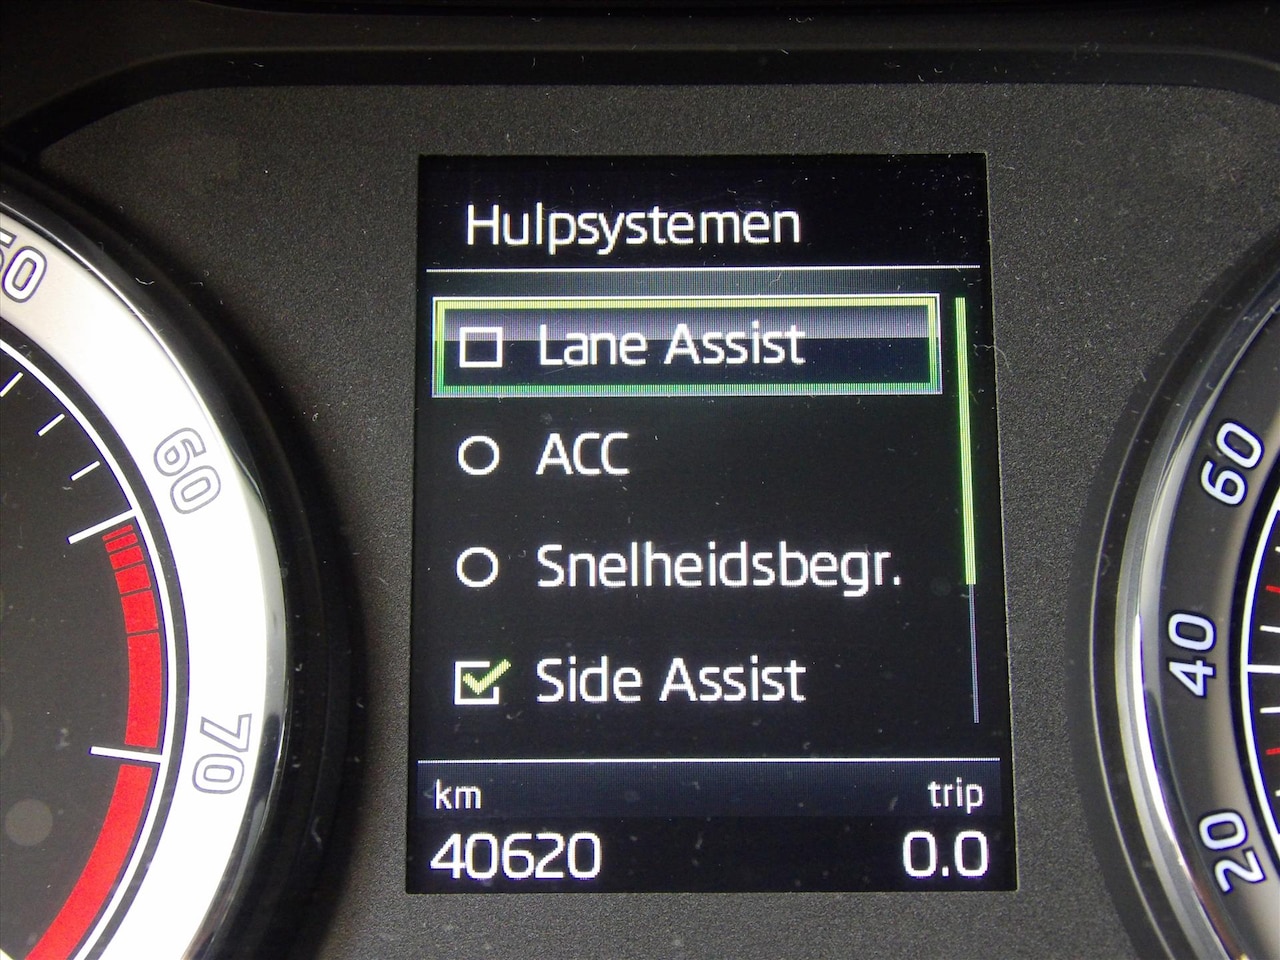 Hulpsystemen
Lane Assist
ACC
Snelheidsbegr.
Side Assist
km trip
40620 0.0
50
60
70
60
40
20